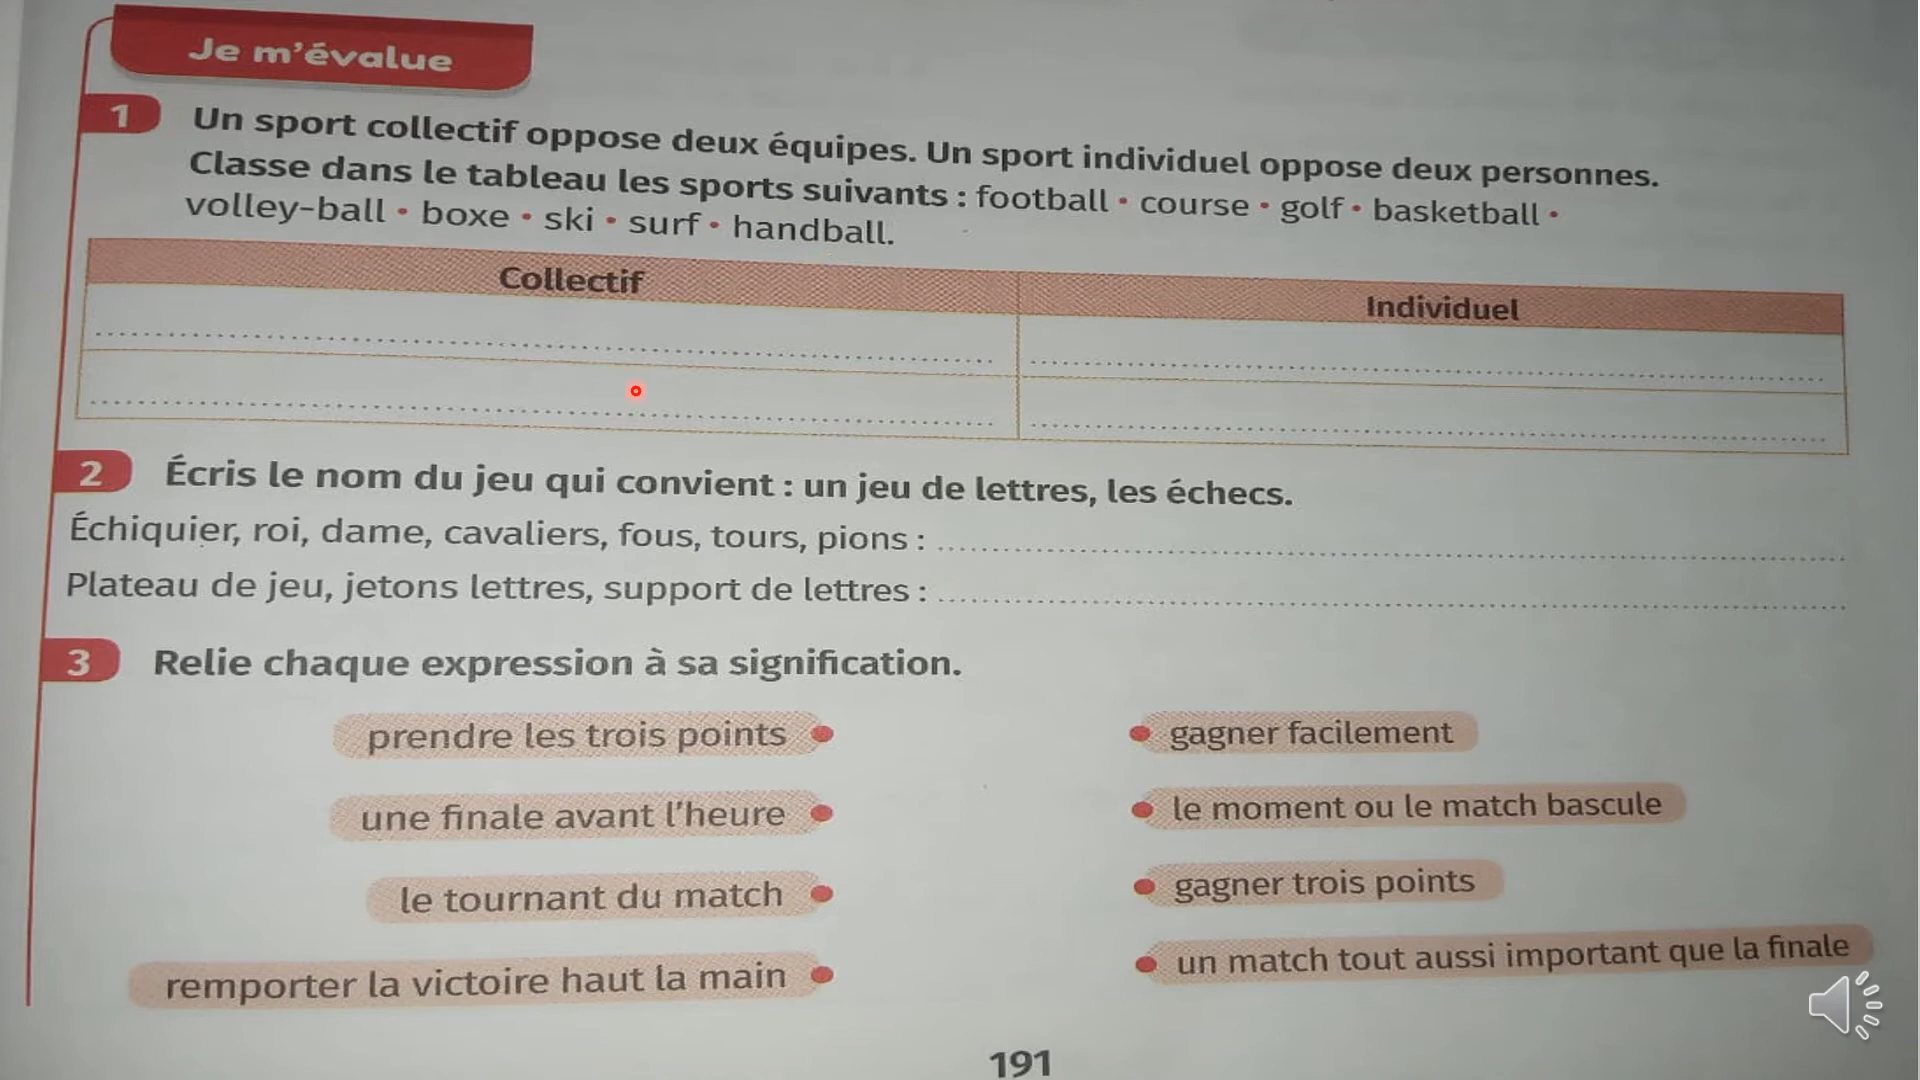 Je m'évalue
1 Un sport collectif oppose deux équipes. Un sport individuel oppose deux personnes.
Classe dans le tableau les sports suivants : football • course • golf • basketball •
volley-ball • boxe • ski • surf • handball.
Collectif Individuel
2 Écris le nom du jeu qui convient : un jeu de lettres, les échecs.
Échiquier, roi, dame, cavaliers, fous, tours, pions : ....................
Plateau de jeu, jetons lettres, support de lettres : ....................
3 Relie chaque expression à sa signification.
prendre les trois points • • gagner facilement
une finale avant l'heure • • le moment ou le match bascule
le tournant du match • • gagner trois points
remporter la victoire haut la main • • un match tout aussi important que la finale
191